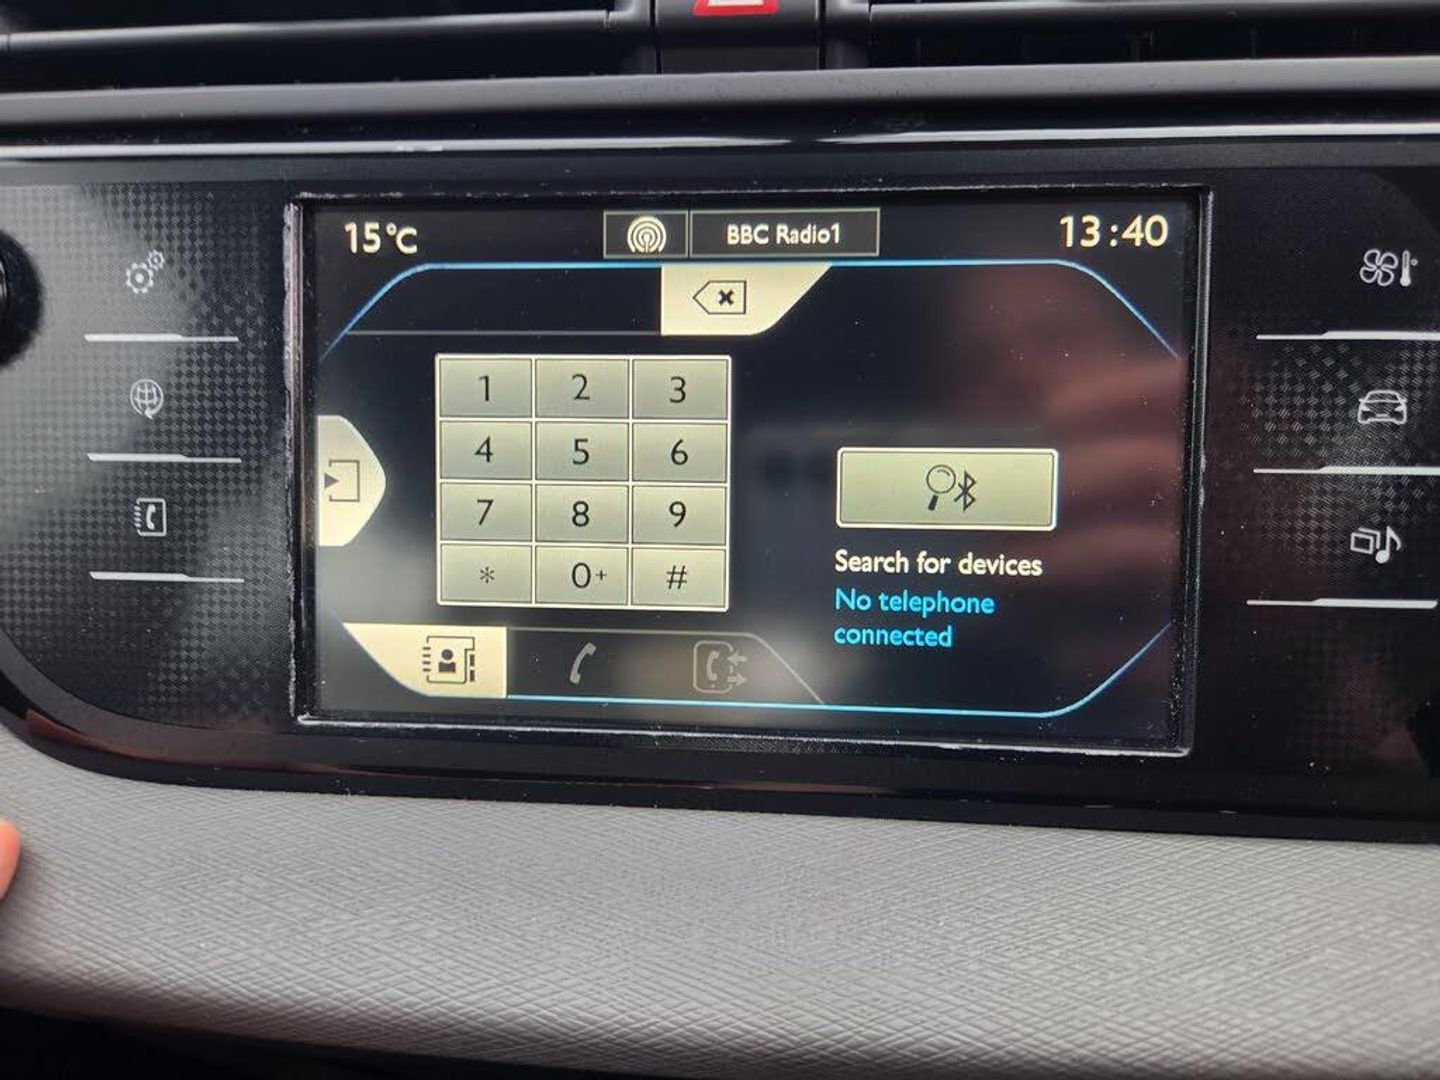 15°C
BBC Radio1
13:40
1 2 3
4 5 6
7 8 9
* 0+ #
Search for devices
No telephone
connected